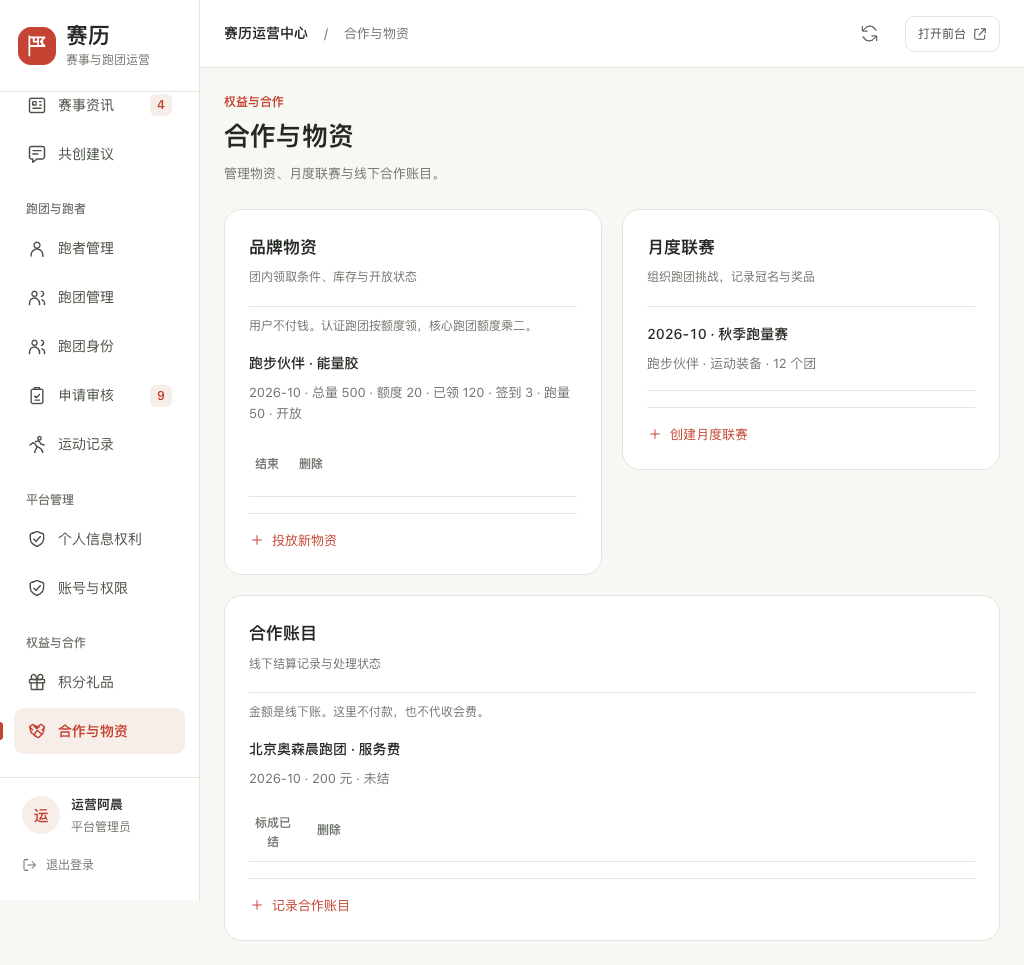 赛历
赛事与跑团运营
赛事资讯
4
共创建议
跑团与跑者
跑者管理
跑团管理
跑团身份
申请审核
9
运动记录
平台管理
个人信息权利
账号与权限
权益与合作
积分礼品
合作与物资
运
运营阿晨
平台管理员
退出登录
赛历运营中心 / 合作与物资
打开前台
权益与合作
合作与物资
管理物资、月度联赛与线下合作账目。
品牌物资
团内领取条件、库存与开放状态
用户不付钱。认证跑团按额度领，核心跑团额度乘二。
跑步伙伴 · 能量胶
2026-10 · 总量 500 · 额度 20 · 已领 120 · 签到 3 · 跑量
50 · 开放
结束 删除
投放新物资
月度联赛
组织跑团挑战，记录冠名与奖品
2026-10 · 秋季跑量赛
跑步伙伴 · 运动装备 · 12 个团
创建月度联赛
合作账目
线下结算记录与处理状态
金额是线下账。这里不付款，也不代收会费。
北京奥森晨跑团 · 服务费
2026-10 · 200 元 · 未结
标成已
结
删除
记录合作账目